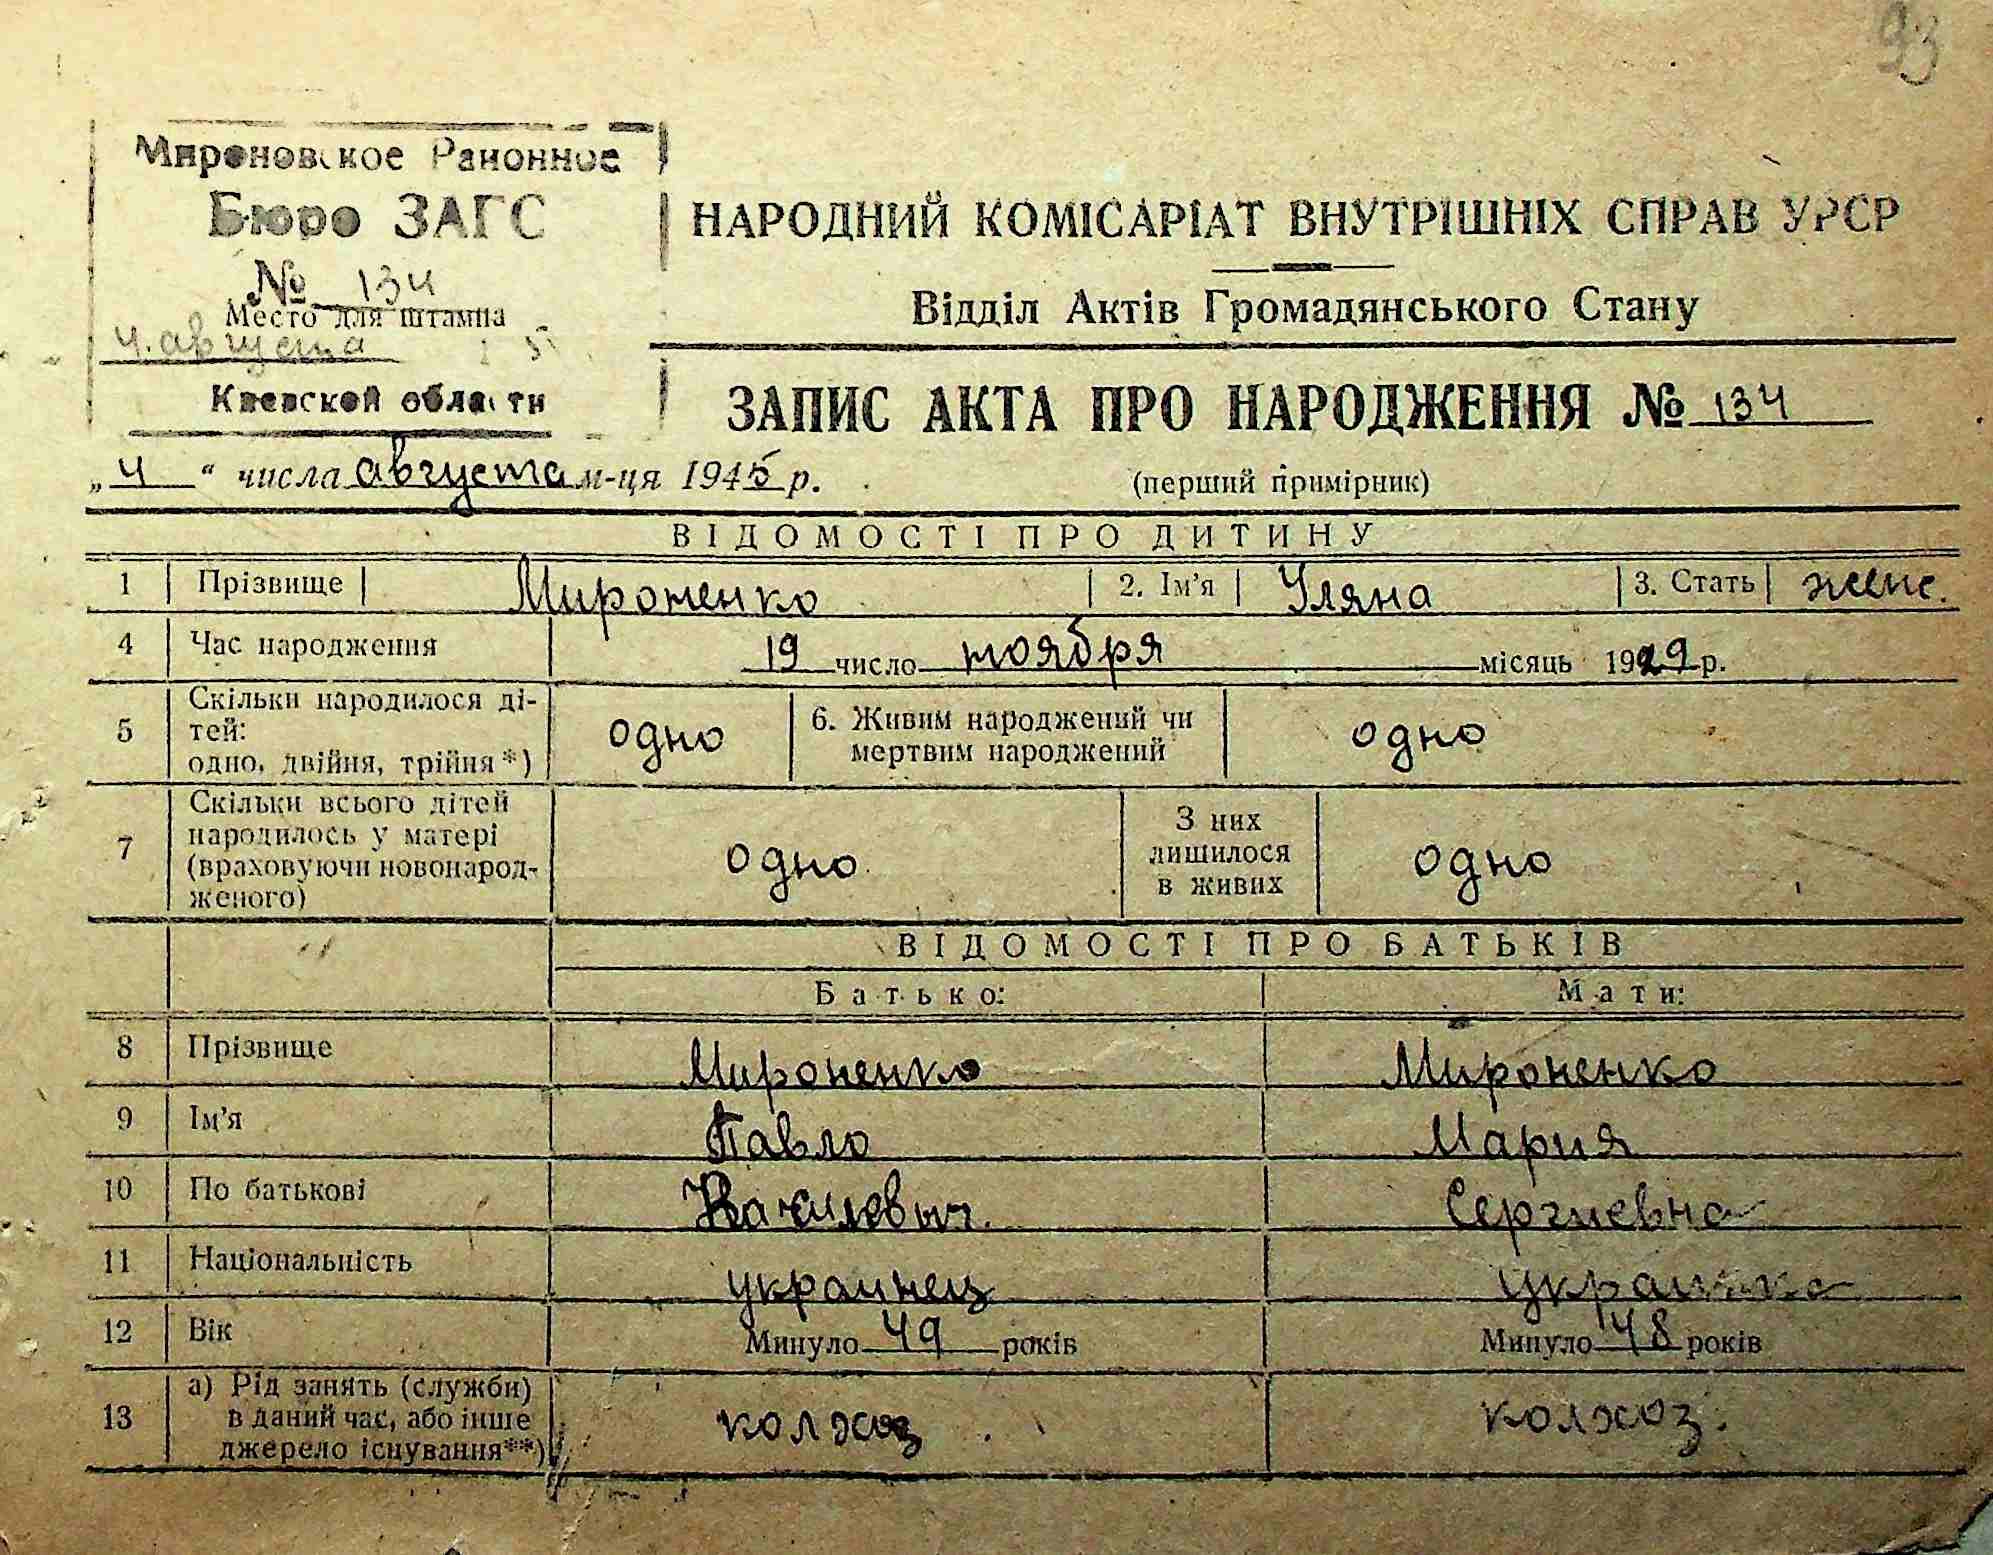 93
Мироновское Районное
Бюро ЗАГС
№ 134
Место для штампа
4. августа 5
Киевской области
НАРОДНИЙ КОМІСАРІАТ ВНУТРІШНІХ СПРАВ УРСР
Відділ Актів Громадянського Стану
ЗАПИС АКТА ПРО НАРОДЖЕННЯ № 134
„ 4 “ числа августа м-ця 1945 р.
(перший примірник)
ВІДОМОСТІ ПРО ДИТИНУ
1 Прізвище Мироненко 2. Ім'я Уляна 3. Стать женс.
4 Час народження 19 число ноября місяць 1929 р.
5 Скільки народилося ді-
тей:
одно, двійня, трійня*) одно
6. Живим народжений чи
мертвим народжений одно
7 Скільки всього дітей
народилось у матері
(враховуючи новонарод-
женого) одно
З них
лишилося
в живих одно
ВІДОМОСТІ ПРО БАТЬКІВ
Батько: Мати:
8 Прізвище Мироненко Мироненко
9 Ім'я Павло Мария
10 По батькові Сергиевна
11 Національність украинец украинка
12 Вік Минуло 49 років Минуло 48 років
13 а) Рід занять (служби)
в даний час, або інше
джерело існування**) колхоз колхоз.